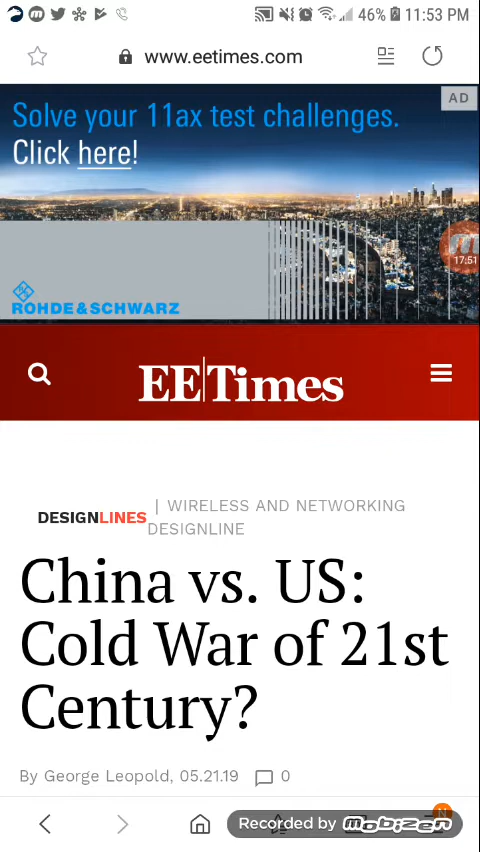 46% 11:53 PM
www.eetimes.com
AD
Solve your 11ax test challenges.
Click here!
17:51
ROHDE & SCHWARZ
EE Times
DESIGNLINES | WIRELESS AND NETWORKING
DESIGNLINE
China vs. US:
Cold War of 21st
Century?
By George Leopold, 05.21.19 0
N
Recorded by Mobizen